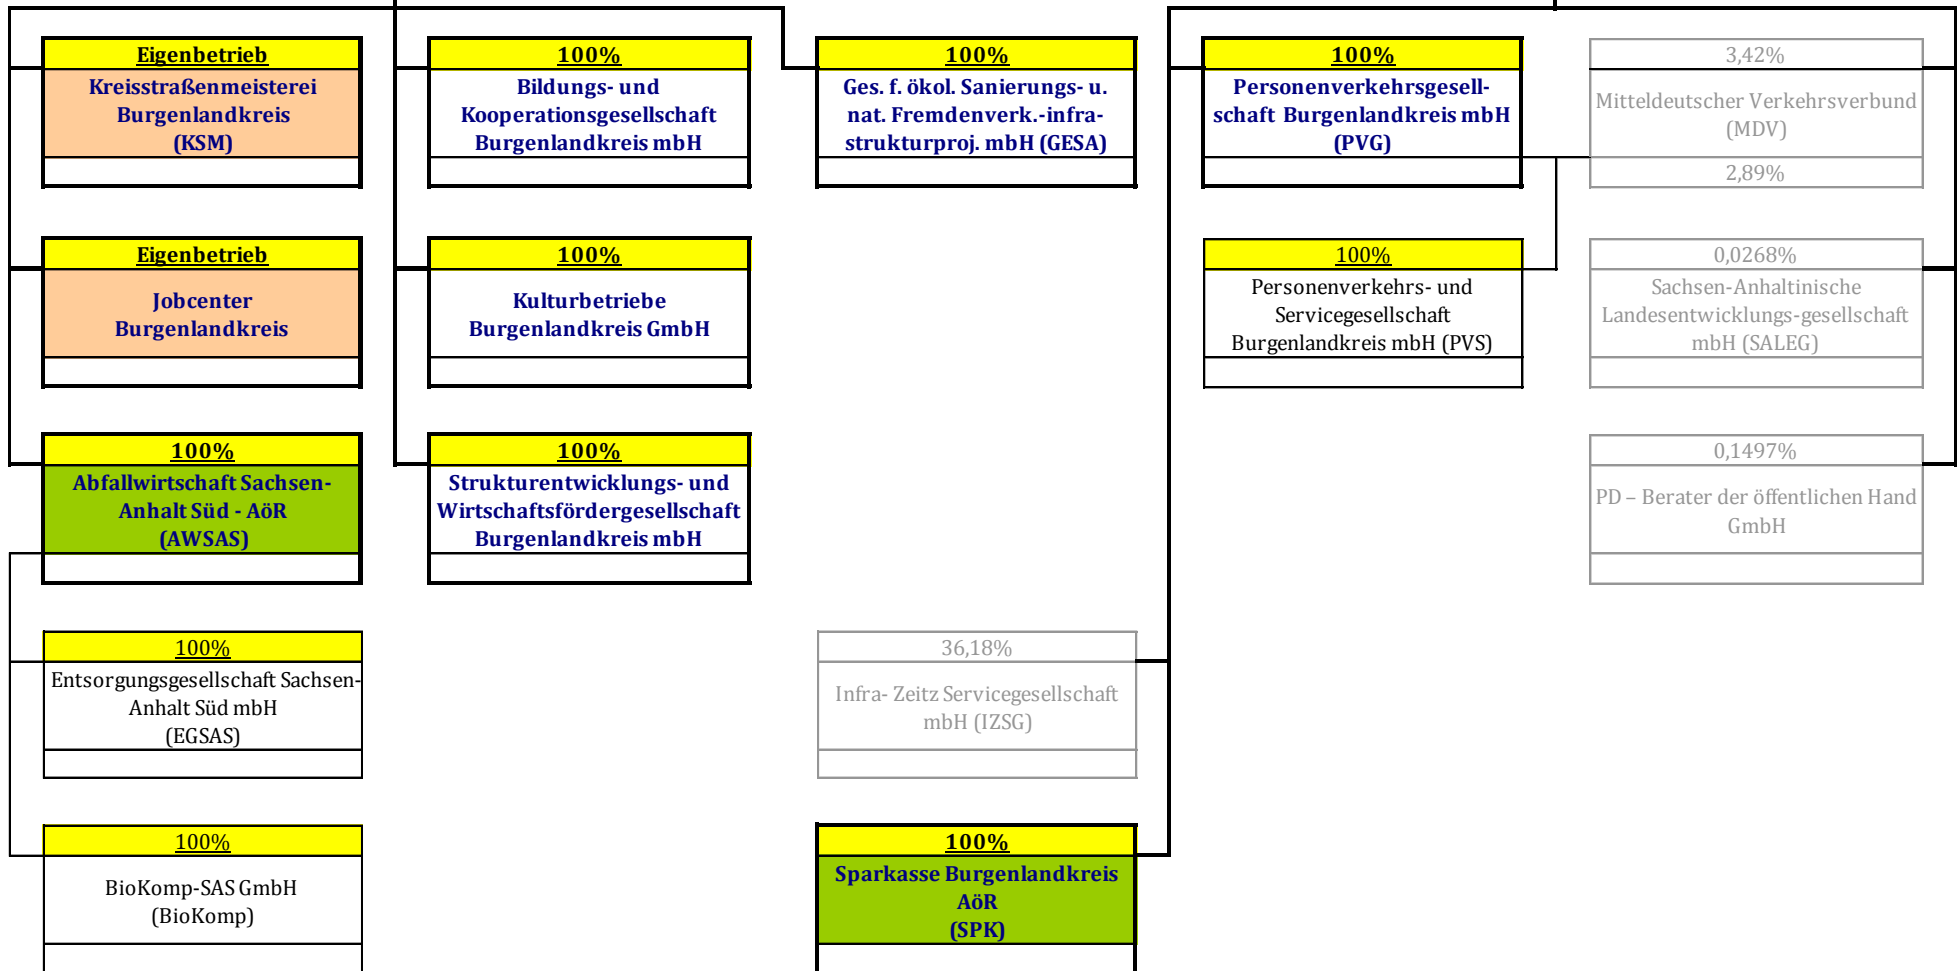 Eigenbetrieb
Kreisstraßenmeisterei
Burgenlandkreis
(KSM)
100%
Bildungs- und
Kooperationsgesellschaft
Burgenlandkreis mbH
100%
Ges. f. ökol. Sanierungs- u.
nat. Fremdenverk.-infra-
strukturproj. mbH (GESA)
100%
Personenverkehrsgesell-
schaft Burgenlandkreis mbH
(PVG)
3,42%
Mitteldeutscher Verkehrsverbund
(MDV)
2,89%
Eigenbetrieb
Jobcenter
Burgenlandkreis
100%
Kulturbetriebe
Burgenlandkreis GmbH
100%
Personenverkehrs- und
Servicegesellschaft
Burgenlandkreis mbH (PVS)
0,0268%
Sachsen-Anhaltinische
Landesentwicklungs-gesellschaft
mbH (SALEG)
100%
Abfallwirtschaft Sachsen-
Anhalt Süd - AöR
(AWSAS)
100%
Strukturentwicklungs- und
Wirtschaftsfördergesellschaft
Burgenlandkreis mbH
0,1497%
PD – Berater der öffentlichen Hand
GmbH
100%
Entsorgungsgesellschaft Sachsen-
Anhalt Süd mbH
(EGSAS)
36,18%
Infra- Zeitz Servicegesellschaft
mbH (IZSG)
100%
BioKomp-SAS GmbH
(BioKomp)
100%
Sparkasse Burgenlandkreis
AöR
(SPK)